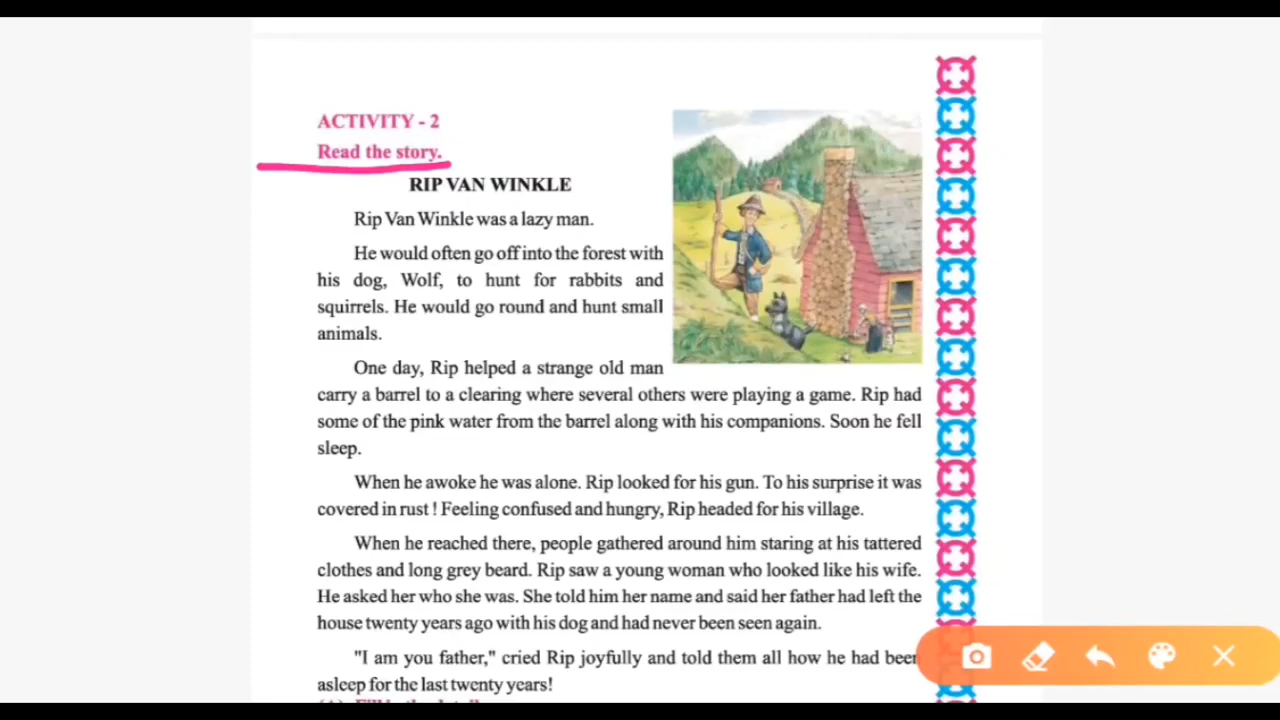 ACTIVITY - 2
Read the story.
RIP VAN WINKLE
Rip Van Winkle was a lazy man.
He would often go off into the forest with
his dog, Wolf, to hunt for rabbits and
squirrels. He would go round and hunt small
animals.
One day, Rip helped a strange old man
carry a barrel to a clearing where several others were playing a game. Rip had
some of the pink water from the barrel along with his companions. Soon he fell
sleep.
When he awoke he was alone. Rip looked for his gun. To his surprise it was
covered in rust ! Feeling confused and hungry, Rip headed for his village.
When he reached there, people gathered around him staring at his tattered
clothes and long grey beard. Rip saw a young woman who looked like his wife.
He asked her who she was. She told him her name and said her father had left the
house twenty years ago with his dog and had never been seen again.
"I am you father," cried Rip joyfully and told them all how he had been
asleep for the last twenty years!